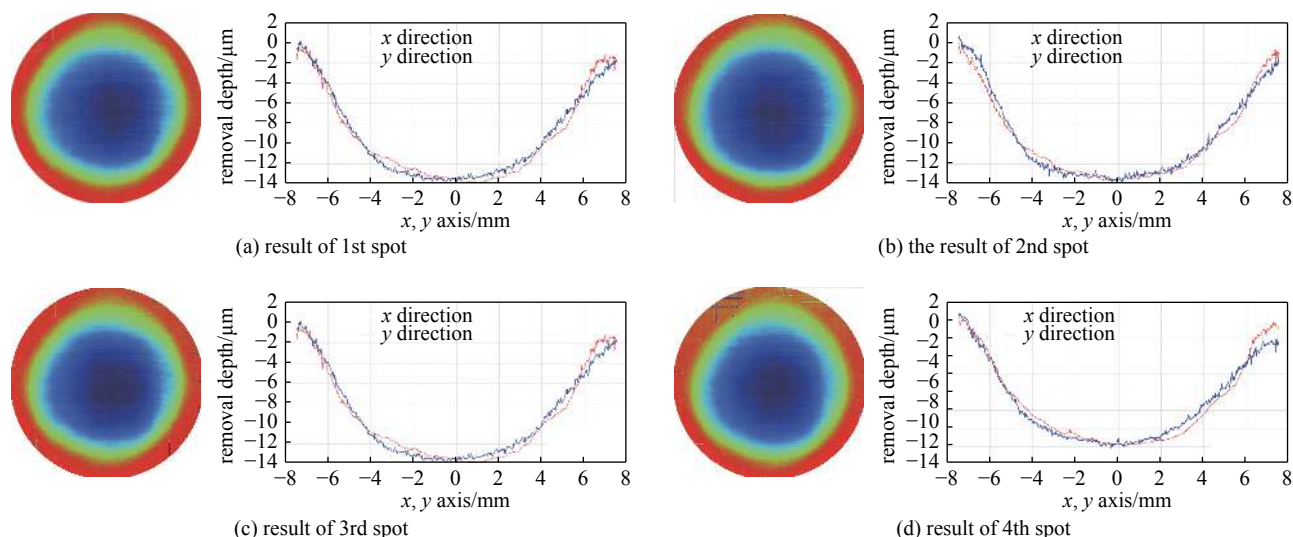 2
0
−2
−4
−6
−8
−10
−12
−14
removal depth/μm
x direction
y direction
−8 −6 −4 −2 0 2 4 6 8
x, y axis/mm
(a) result of 1st spot
2
0
−2
−4
−6
−8
−10
−11
−13
−14
removal depth/μm
x direction
y direction
−8 −6 −4 −2 0 2 4 6 8
x, y axis/mm
(b) the result of 2nd spot
2
0
−2
−4
−6
−8
−10
−12
−14
removal depth/μm
x direction
y direction
−8 −6 −4 −2 0 2 4 6 8
x, y axis/mm
(c) result of 3rd spot
2
0
−2
−4
−6
−8
−10
−12
−14
removal depth/μm
x direction
y direction
−8 −6 −4 −2 0 2 4 6 8
x, y axis/mm
(d) result of 4th spot